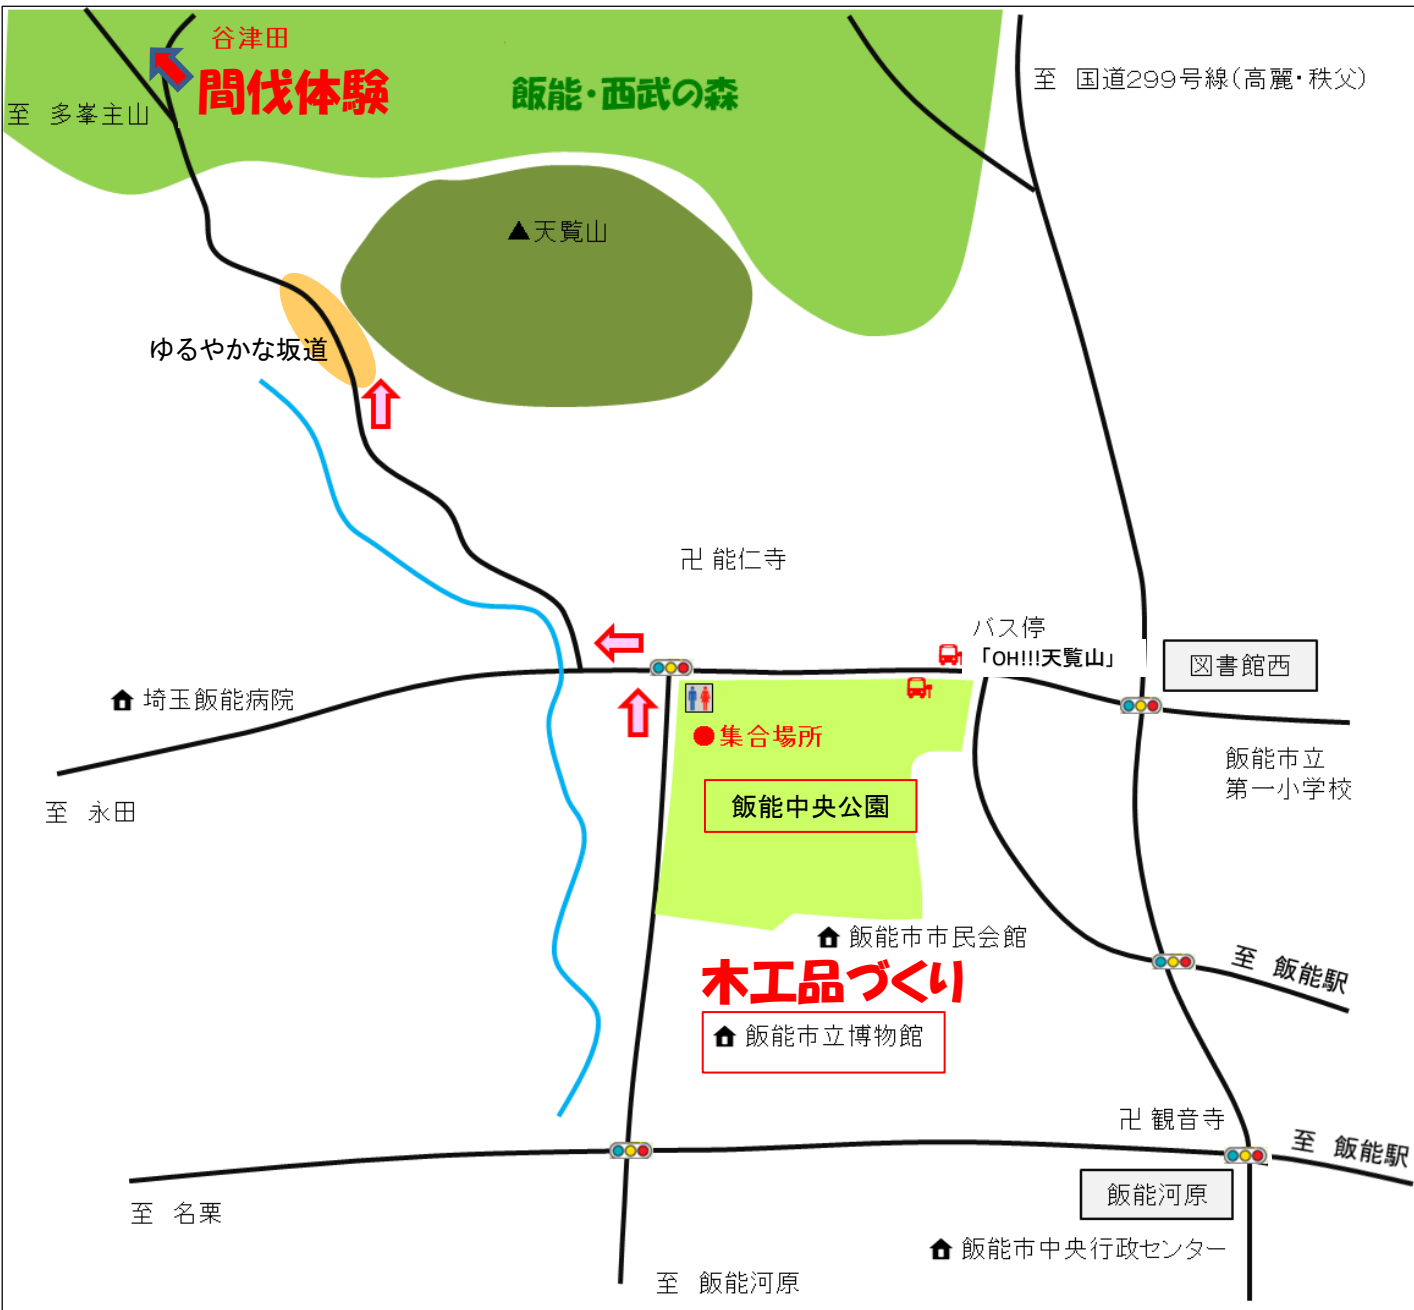 谷津田
間伐体験
飯能・西武の森
至 国道299号線(高麗・秩父)
至 多峯主山
▲天覧山
ゆるやかな坂道
卍 能仁寺
バス停
「OH!!!天覧山」
図書館西
埼玉飯能病院
集合場所
飯能市立
第一小学校
至 永田
飯能中央公園
飯能市市民会館
至 飯能駅
木工品づくり
飯能市立博物館
卍 観音寺
至 飯能駅
飯能河原
至 名栗
飯能市中央行政センター
至 飯能河原